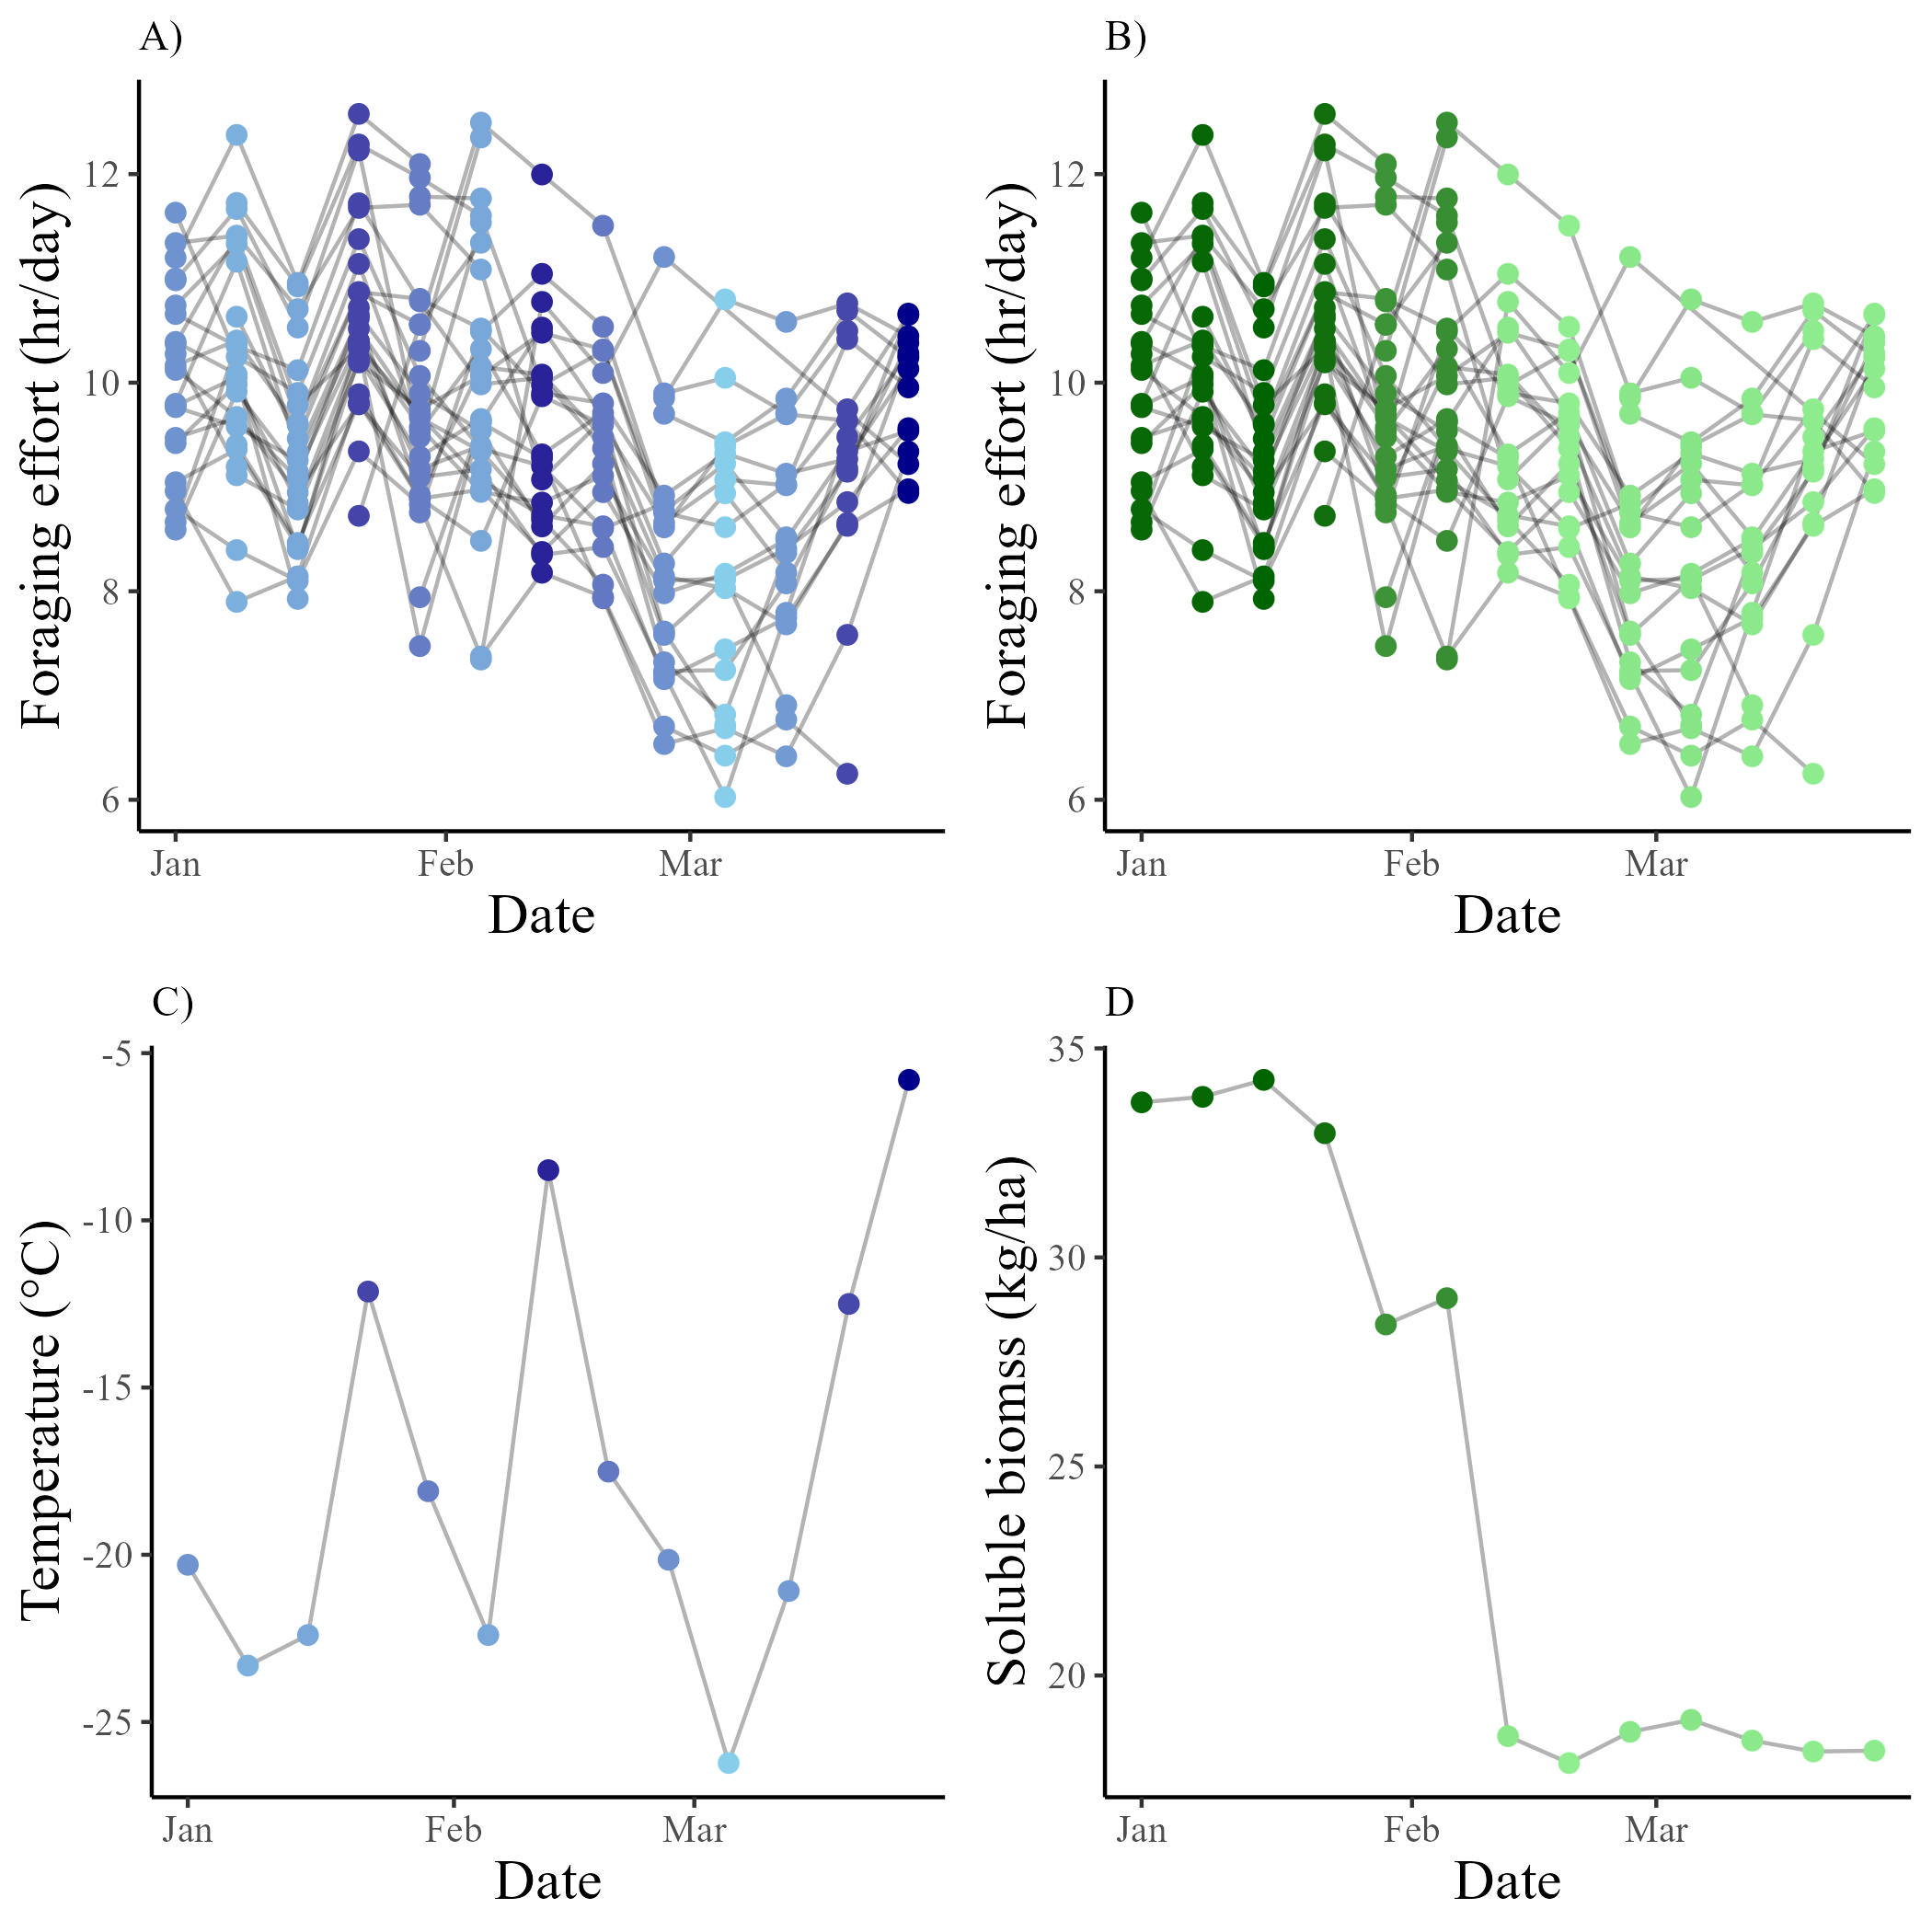 A)
Foraging effort (hr/day)
12
10
8
6
Jan Feb Mar
Date
B)
Foraging effort (hr/day)
12
10
8
6
Jan Feb Mar
Date
C)
Temperature (°C)
-5
-10
-15
-20
-25
Jan Feb Mar
Date
D
Soluble biomss (kg/ha)
35
30
25
20
Jan Feb Mar
Date